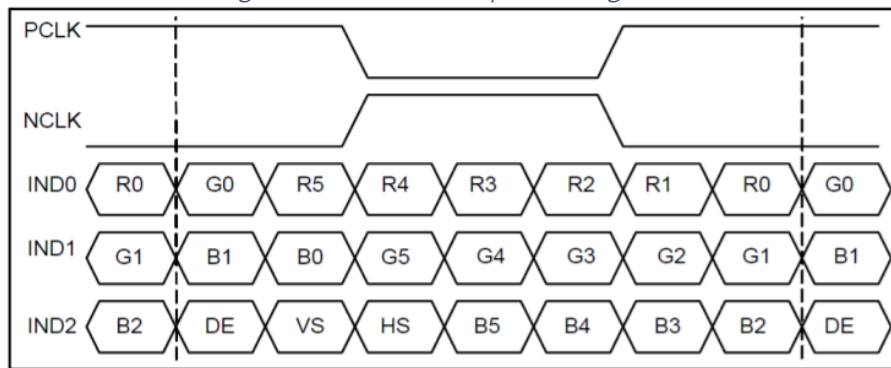 PCLK
NCLK
IND0 R0 G0 R5 R4 R3 R2 R1 R0 G0
IND1 G1 B1 B0 G5 G4 G3 G2 G1 B1
IND2 B2 DE VS HS B5 B4 B3 B2 DE